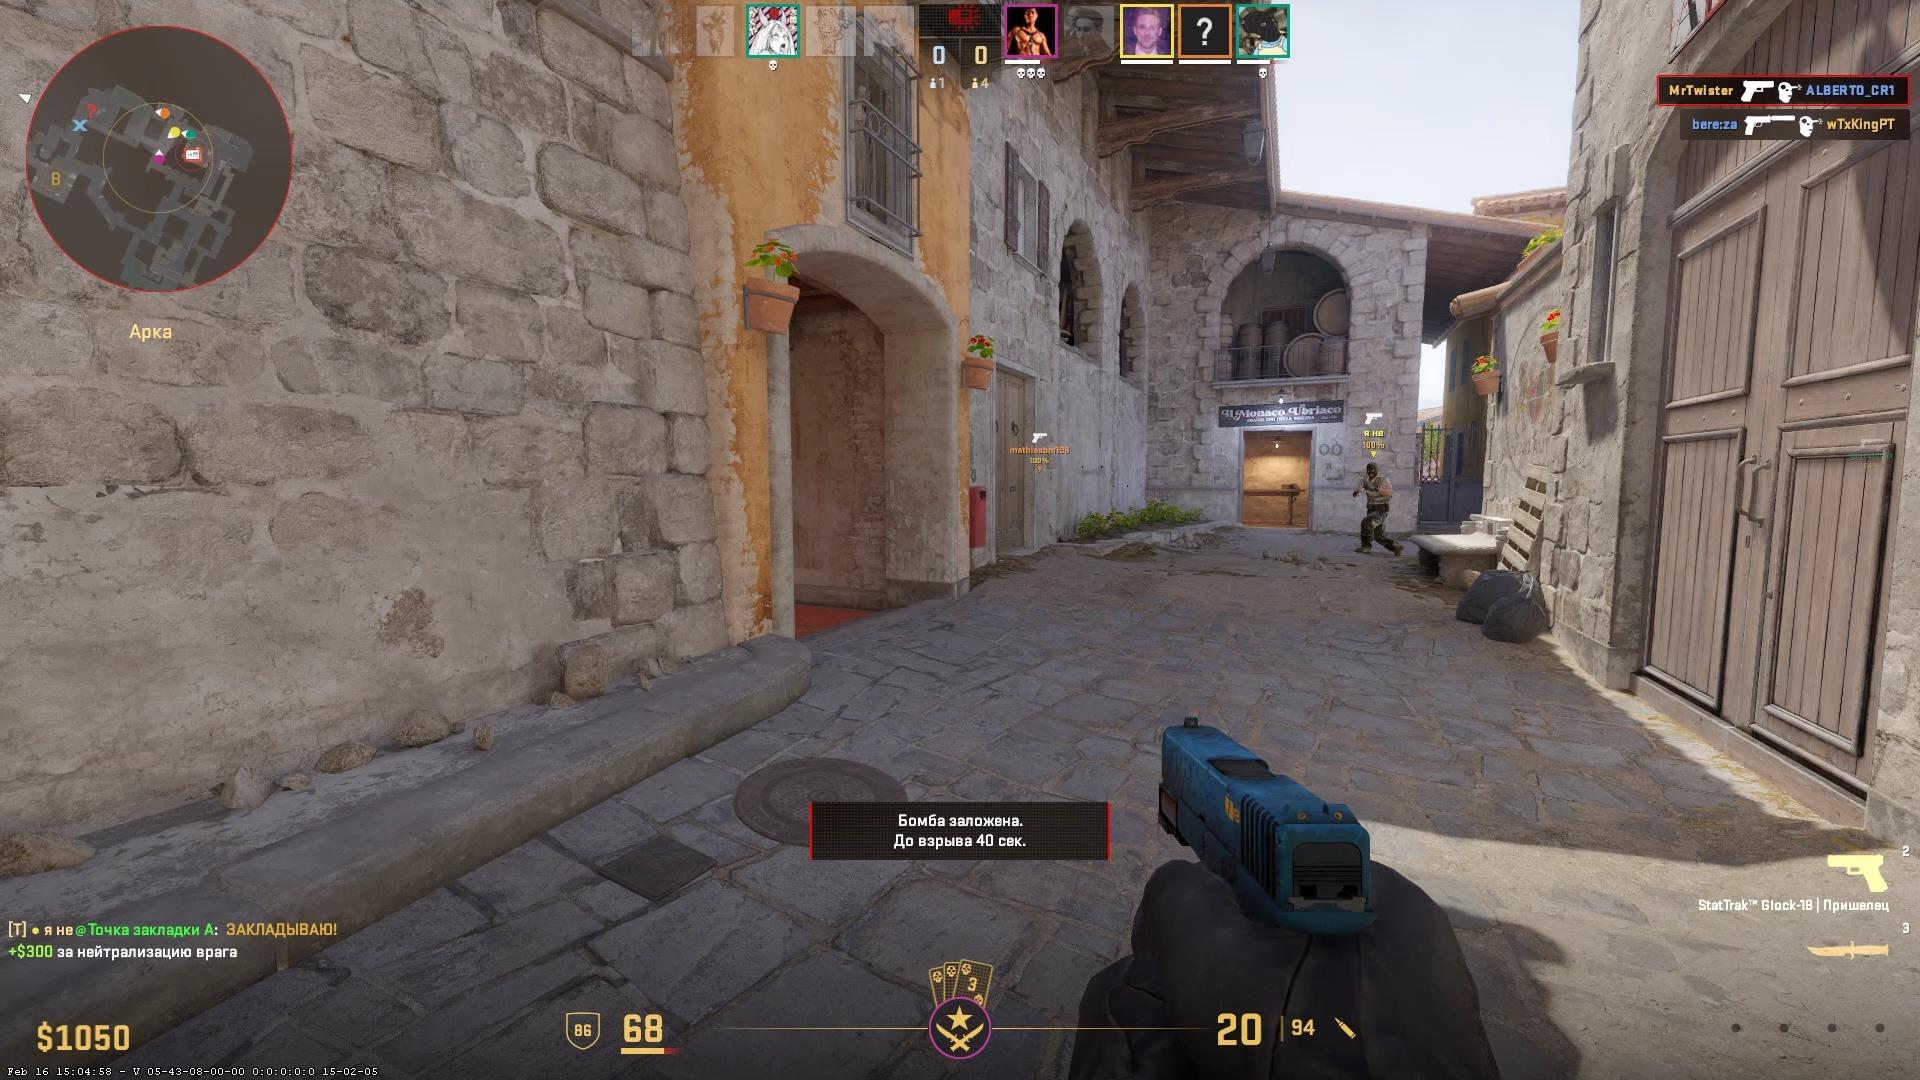 0 0
1 4
?
MrTwister ALBERTO_CR1
bere:za wTxKingPT
?
B
Арка
Il Monaco Ubriaco
mathiasbm198
100%
я не
100%
Бомба заложена.
До взрыва 40 сек.
2
StatTrak™ Glock-18 | Пришелец
3
[T] ● я не@Точка закладки A: ЗАКЛАДЫВАЮ!
+$300 за нейтрализацию врага
$1050
86 68
3
20 | 94
Feb 16 15:04:58 - V 05-43-08-00-00 0:0:0:0:0 15-02-05